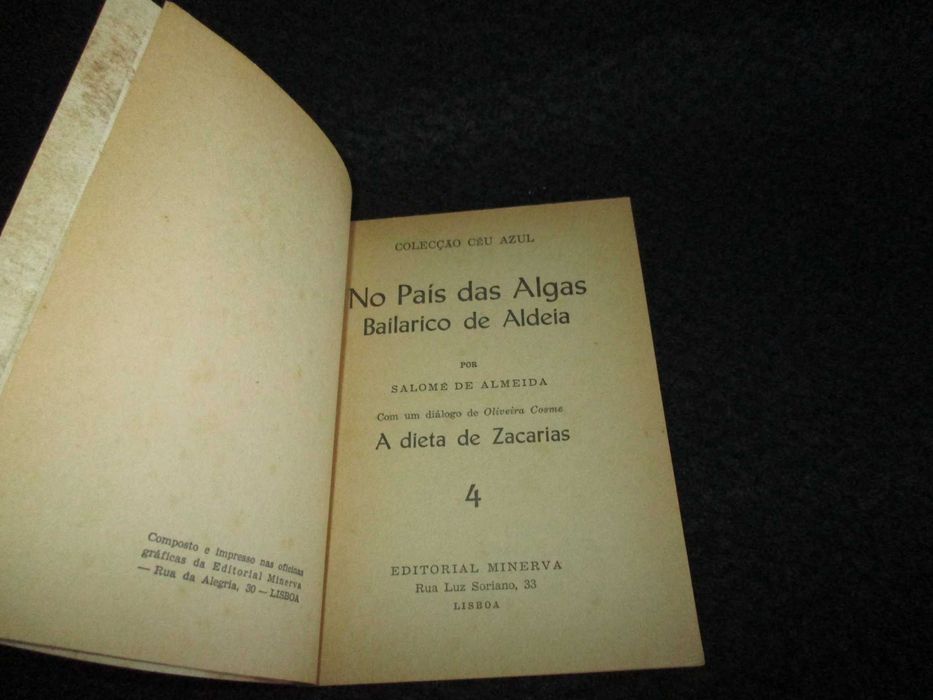 Composto e impresso nas oficinas
gráficas da Editorial Minerva
— Rua da Alegria, 30 — LISBOA
COLECÇÃO CÉU AZUL
No País das Algas
Bailarico de Aldeia
POR
SALOMÉ DE ALMEIDA
Com um diálogo de Oliveira Cosme
A dieta de Zacarias
4
EDITORIAL MINERVA
Rua Luz Soriano, 33
LISBOA